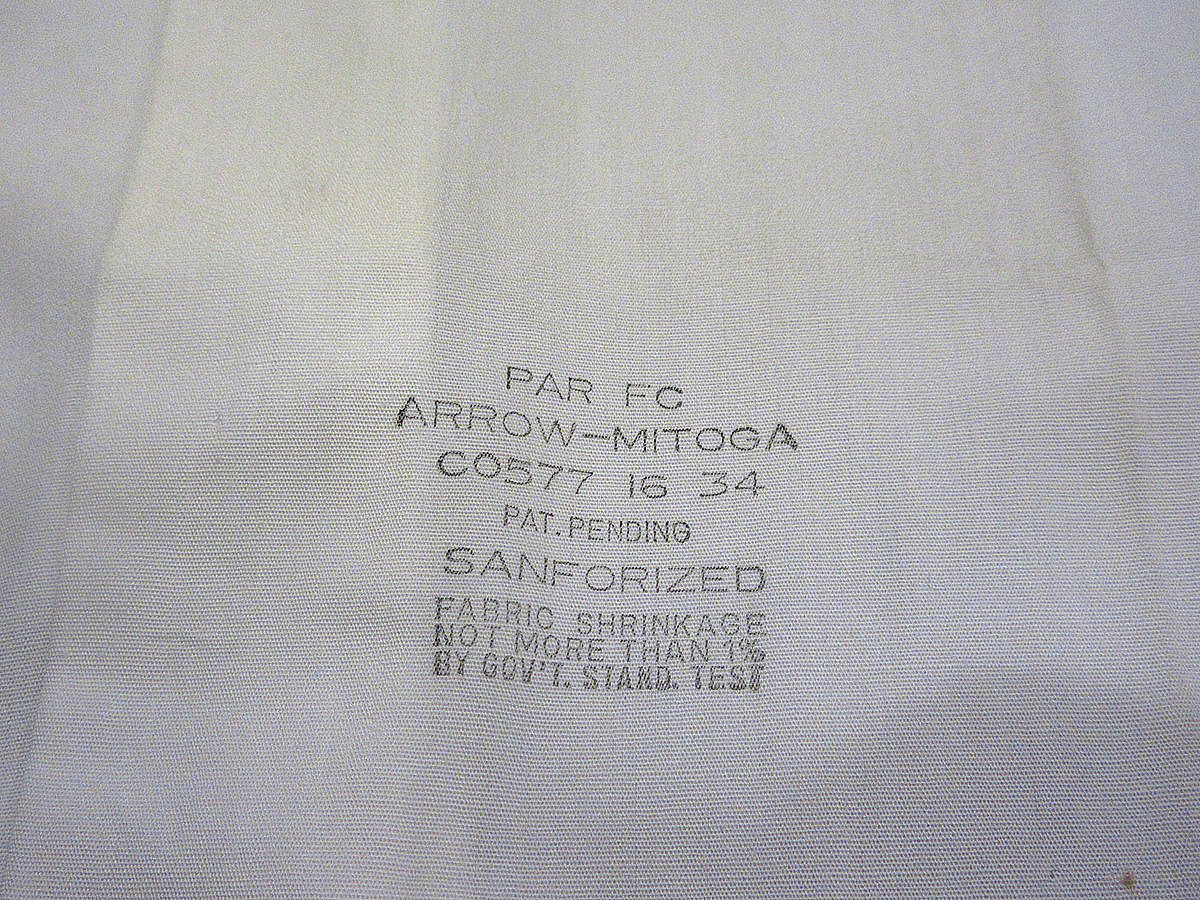 PAR FC
ARROW-MITOGA
C0577 16 34
PAT. PENDING
SANFORIZED
FABRIC SHRINKAGE
NOT MORE THAN 1%
BY GOV'T. STAND. TEST